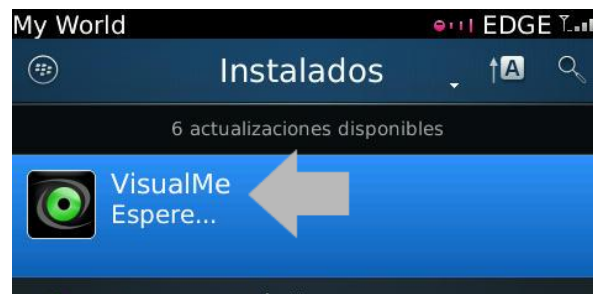 My World EDGE
Instalados A
6 actualizaciones disponibles
VisualMe
Espere...